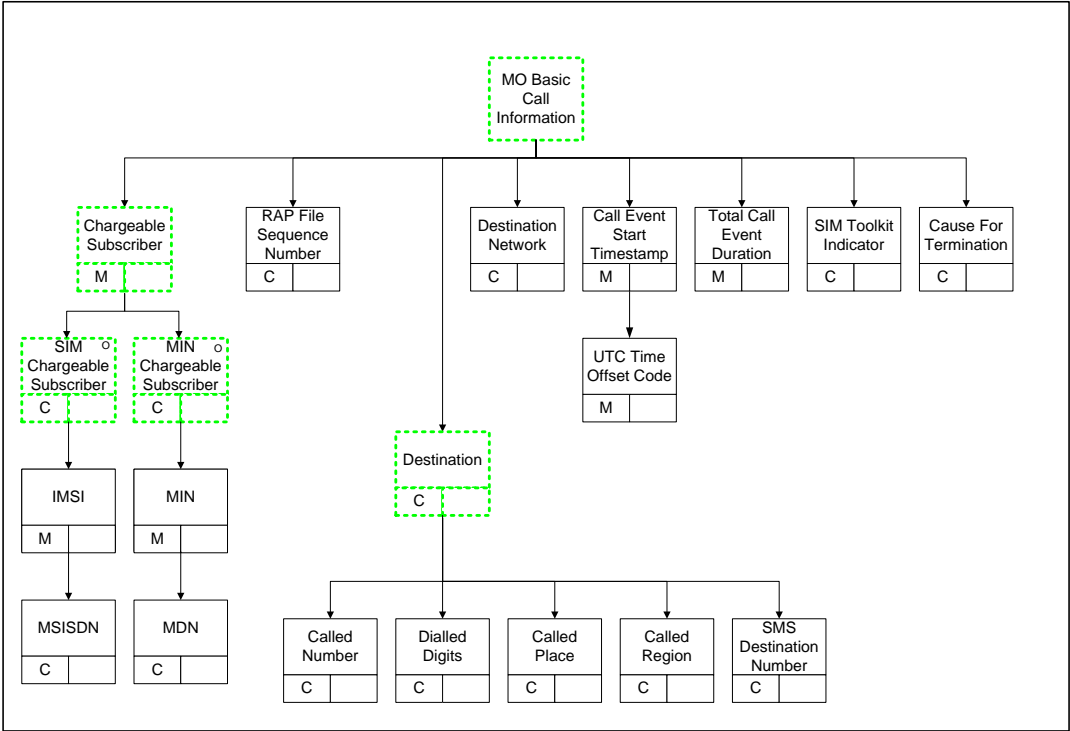 MO Basic
Call
Information
Chargeable
Subscriber
M
RAP File
Sequence
Number
C
Destination
Network
C
Call Event
Start
Timestamp
M
Total Call
Event
Duration
M
SIM Toolkit
Indicator
C
Cause For
Termination
C
SIM O
Chargeable
Subscriber
C
MIN O
Chargeable
Subscriber
C
UTC Time
Offset Code
M
Destination
C
IMSI
M
MIN
M
MSISDN
C
MDN
C
Called
Number
C
Dialled
Digits
C
Called
Place
C
Called
Region
C
SMS
Destination
Number
C